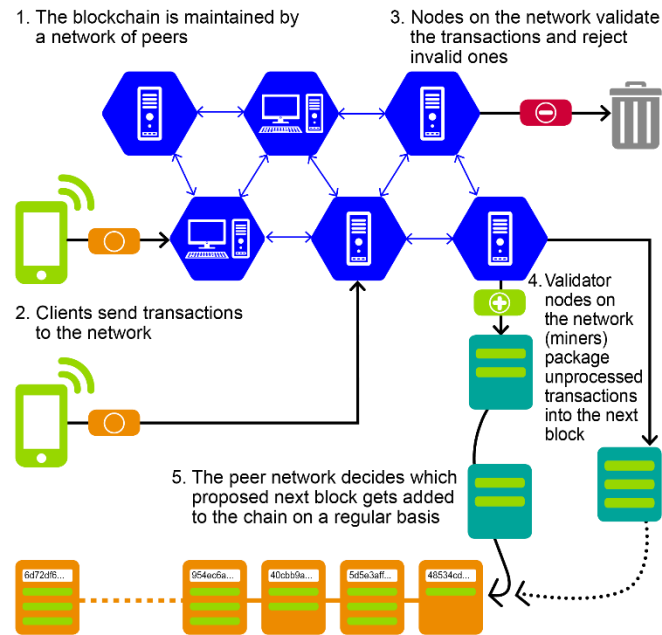 1. The blockchain is maintained by
a network of peers
3. Nodes on the network validate
the transactions and reject
invalid ones
2. Clients send transactions
to the network
4. Validator
nodes on
the network
(miners)
package
unprocessed
transactions
into the next
block
5. The peer network decides which
proposed next block gets added
to the chain on a regular basis
6d72df6...
954ec6a...
40cbb9a...
5d5e3aff...
48534cd...